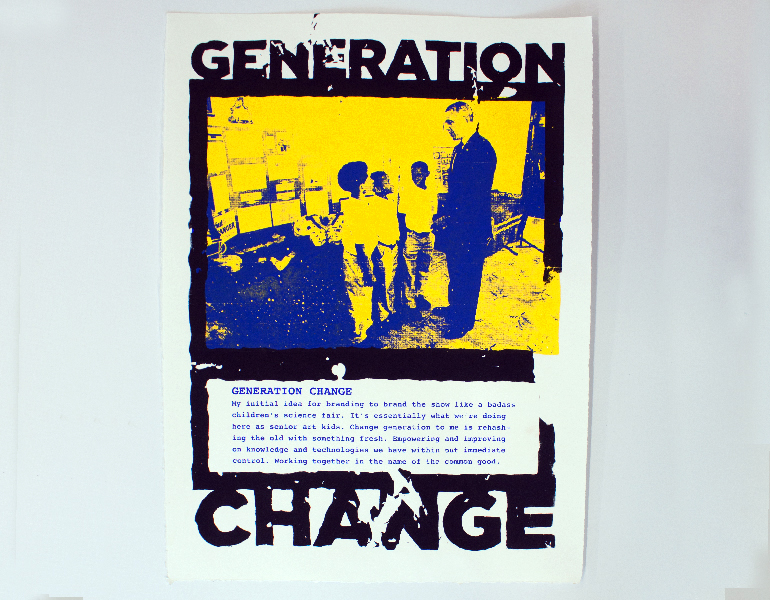 GENERATION
GENERATION CHANGE
My initial idea for branding to brand the show like a badass
children's science fair. It's essentially what we're doing
here as senior art kids. Change generation to me is rehash-
ing the old with something fresh. Empowering and improving
on knowledge and technologies we have within out immediate
control. Working together in the name of the common good.
CHANGE